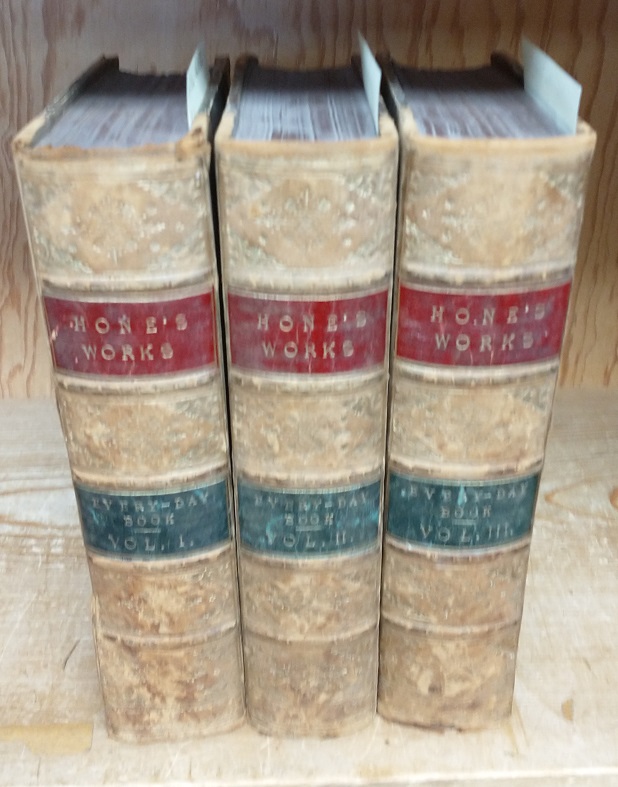 HONE'S
WORKS
EVERY-DAY
BOOK
VOL. I.
HONE'S
WORKS
EVERY-DAY
BOOK
VOL. II.
HONE'S
WORKS
EVERY-DAY
BOOK
VOL. III.